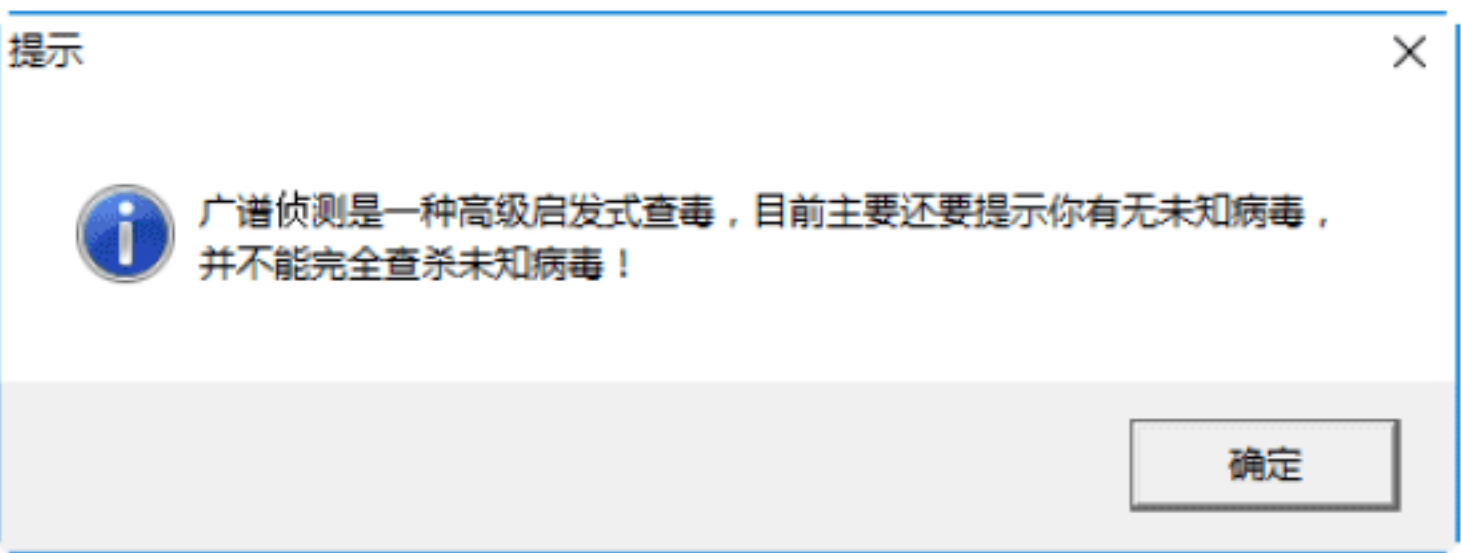 提示
广谱侦测是一种高级启发式查毒，目前主要还要提示你有无未知病毒，
并不能完全查杀未知病毒！
确定